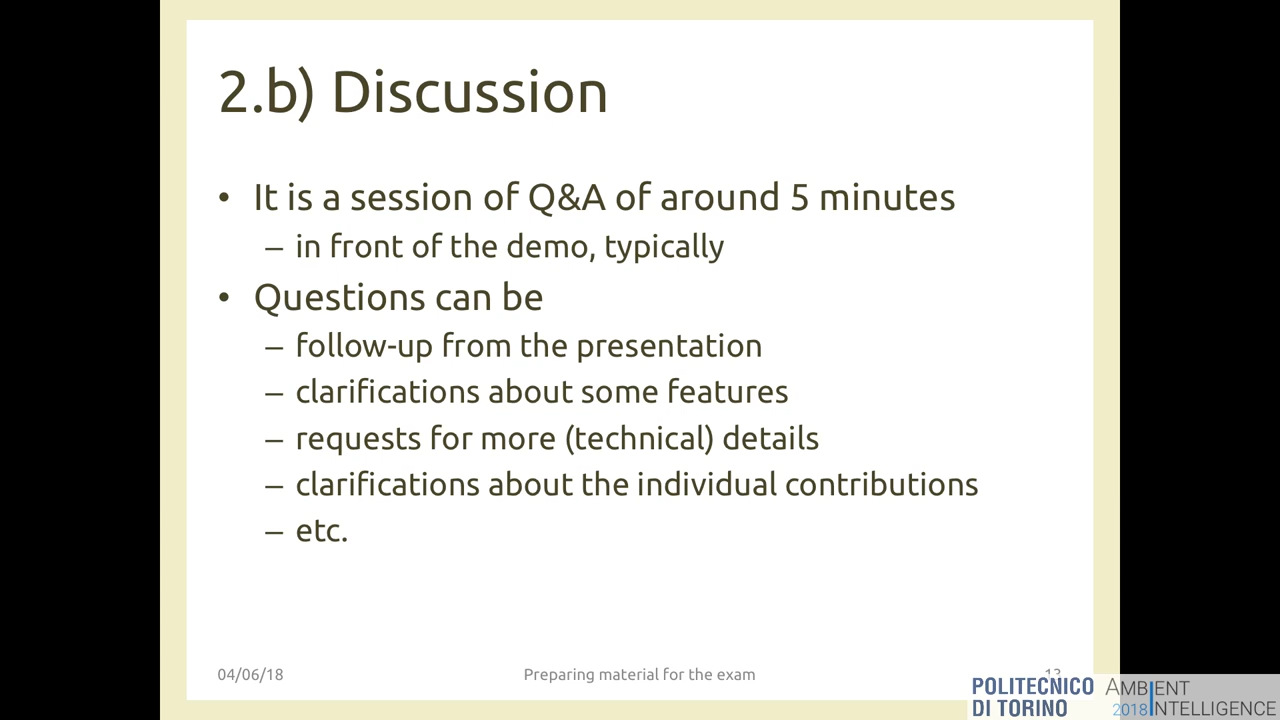 2.b) Discussion
• It is a session of Q&A of around 5 minutes
– in front of the demo, typically
• Questions can be
– follow-up from the presentation
– clarifications about some features
– requests for more (technical) details
– clarifications about the individual contributions
– etc.
04/06/18
Preparing material for the exam
13
POLITECNICO
DI TORINO
AMBIENT
2018 INTELLIGENCE